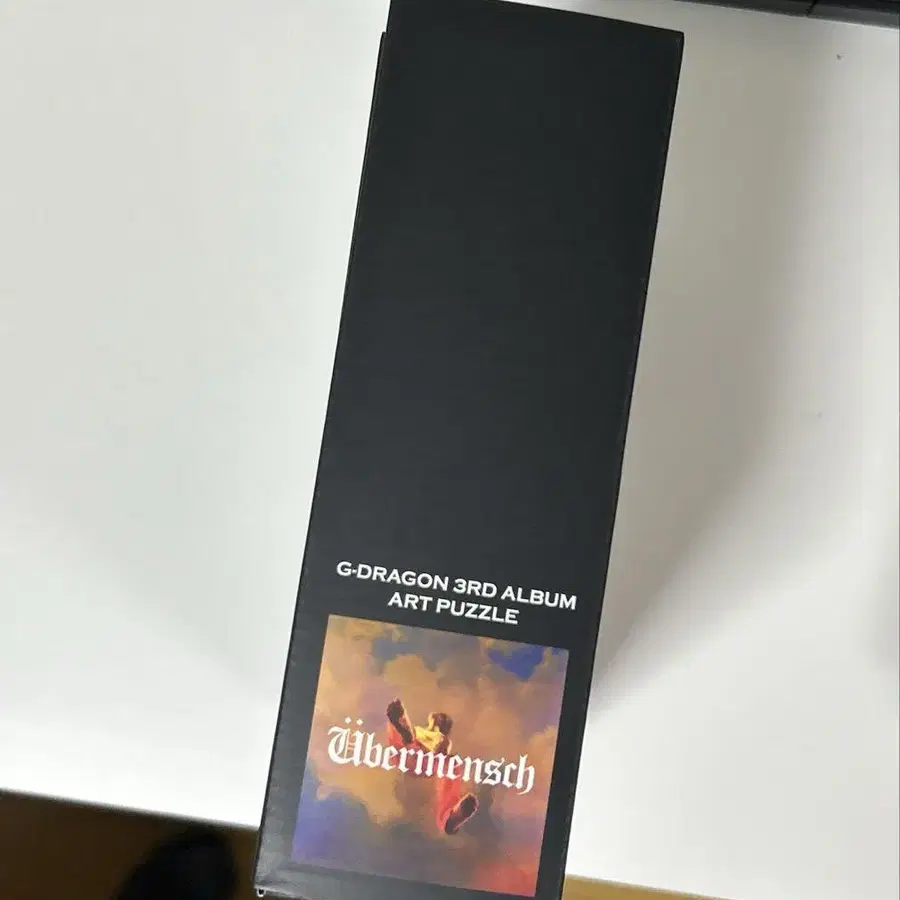 G-DRAGON 3RD ALBUM
ART PUZZLE
Übermensch